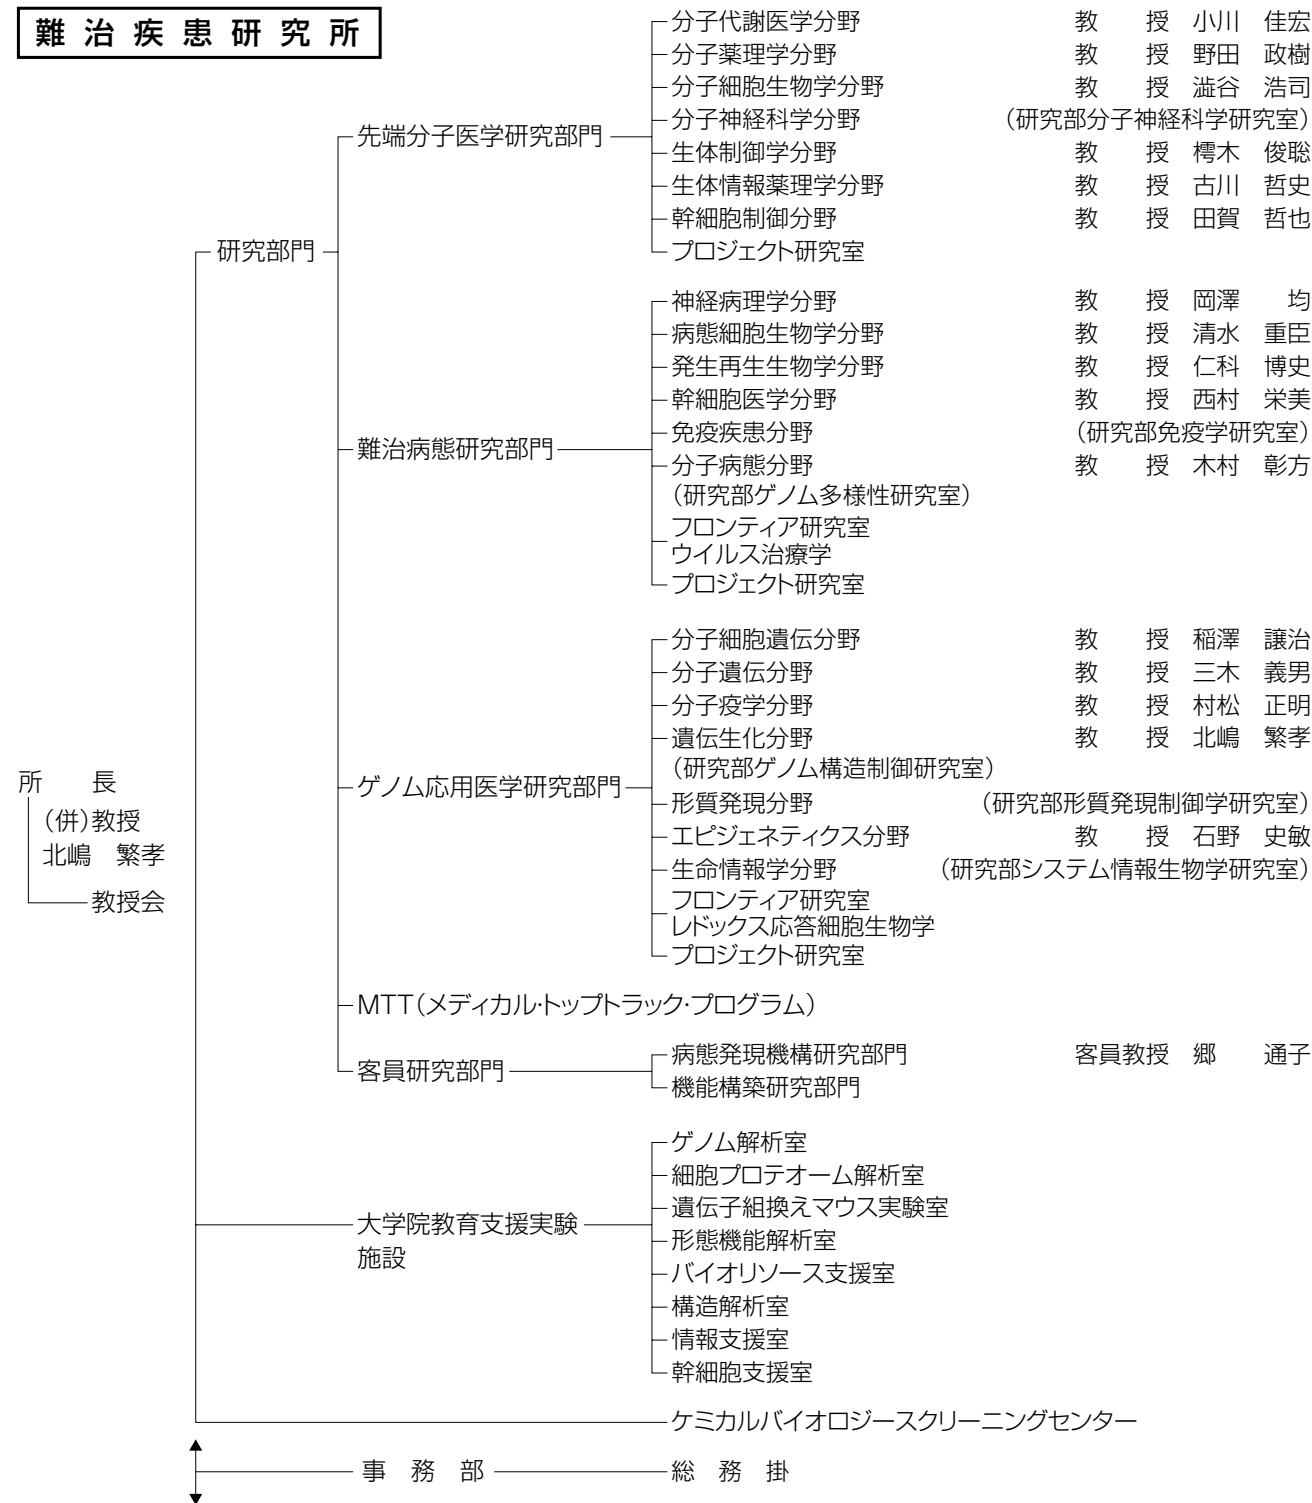 難治疾患研究所
分子代謝医学分野 教 授 小川 佳宏
分子薬理学分野 教 授 野田 政樹
分子細胞生物学分野 教 授 澁谷 浩司
分子神経科学分野 (研究部分子神経科学研究室)
先端分子医学研究部門
生体制御学分野 教 授 樗木 俊聡
生体情報薬理学分野 教 授 古川 哲史
幹細胞制御分野 教 授 田賀 哲也
研究部門
プロジェクト研究室
神経病理学分野 教 授 岡澤 均
病態細胞生物学分野 教 授 清水 重臣
発生再生生物学分野 教 授 仁科 博史
幹細胞医学分野 教 授 西村 栄美
免疫疾患分野 (研究部免疫学研究室)
難治病態研究部門
分子病態分野 教 授 木村 彰方
(研究部ゲノム多様性研究室)
フロンティア研究室
ウイルス治療学
プロジェクト研究室
分子細胞遺伝分野 教 授 稲澤 譲治
分子遺伝分野 教 授 三木 義男
分子疫学分野 教 授 村松 正明
遺伝生化分野 教 授 北嶋 繁孝
(研究部ゲノム構造制御研究室)
所 長
(併)教授
北嶋 繁孝
教授会
ゲノム応用医学研究部門
形質発現分野 (研究部形質発現制御学研究室)
エピジェネティクス分野 教 授 石野 史敏
生命情報学分野 (研究部システム情報生物学研究室)
フロンティア研究室
レドックス応答細胞生物学
プロジェクト研究室
MTT(メディカル・トップトラック・プログラム)
客員研究部門
病態発現機構研究部門 客員教授 郷 通子
機能構築研究部門
大学院教育支援実験
施設
ゲノム解析室
細胞プロテオーム解析室
遺伝子組換えマウス実験室
形態機能解析室
バイオリソース支援室
構造解析室
情報支援室
幹細胞支援室
ケミカルバイオロジースクリーニングセンター
事 務 部 総 務 掛